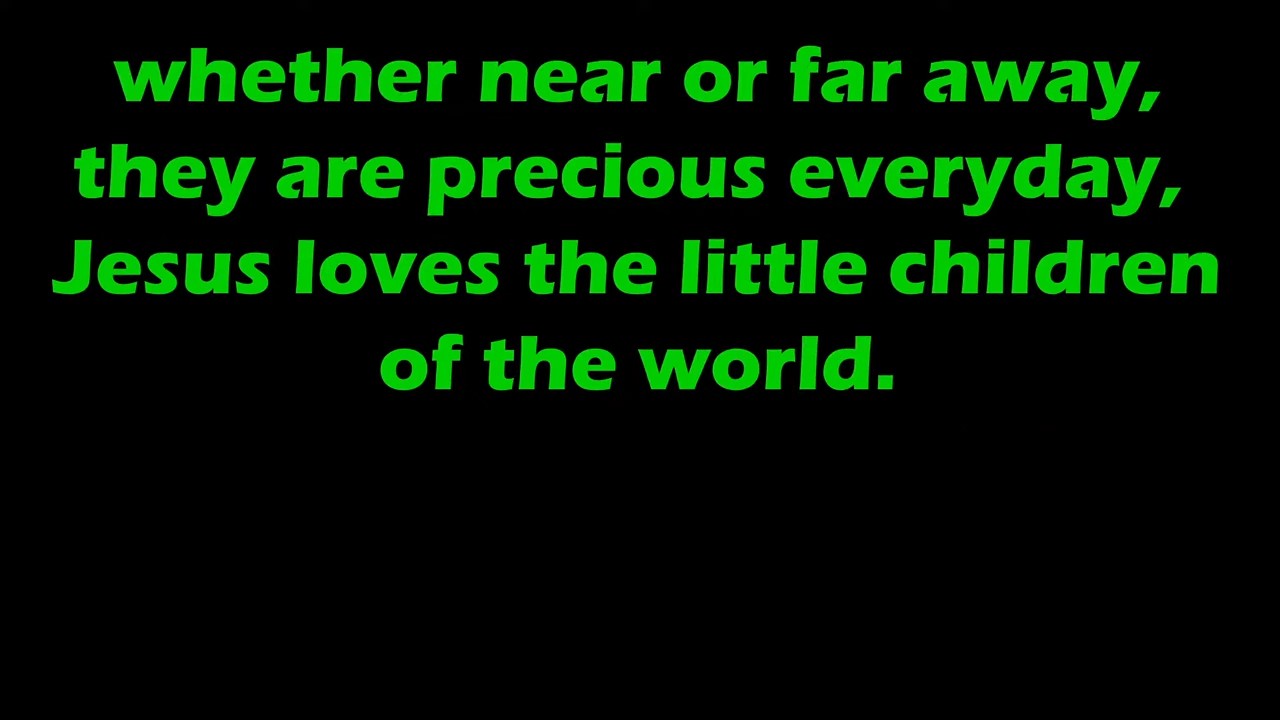 whether near or far away,
they are precious everyday,
Jesus loves the little children
of the world.